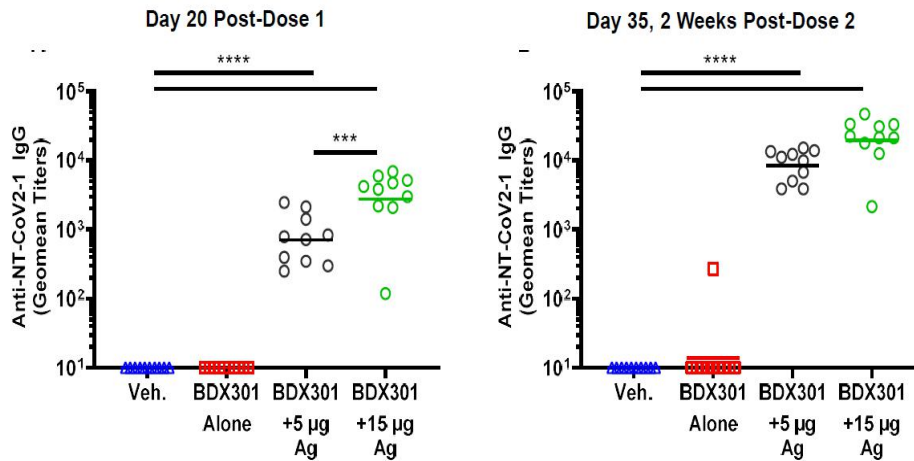 Day 20 Post-Dose 1
****
***
Anti-NT-CoV2-1 IgG
(Geomean Titers)
10^5
10^4
10^3
10^2
10^1
Veh.
BDX301
Alone
BDX301
+5 µg
Ag
BDX301
+15 µg
Ag
Day 35, 2 Weeks Post-Dose 2
****
Anti-NT-CoV2-1 IgG
(Geomean Titers)
10^5
10^4
10^3
10^2
10^1
Veh.
BDX301
Alone
BDX301
+5 µg
Ag
BDX301
+15 µg
Ag